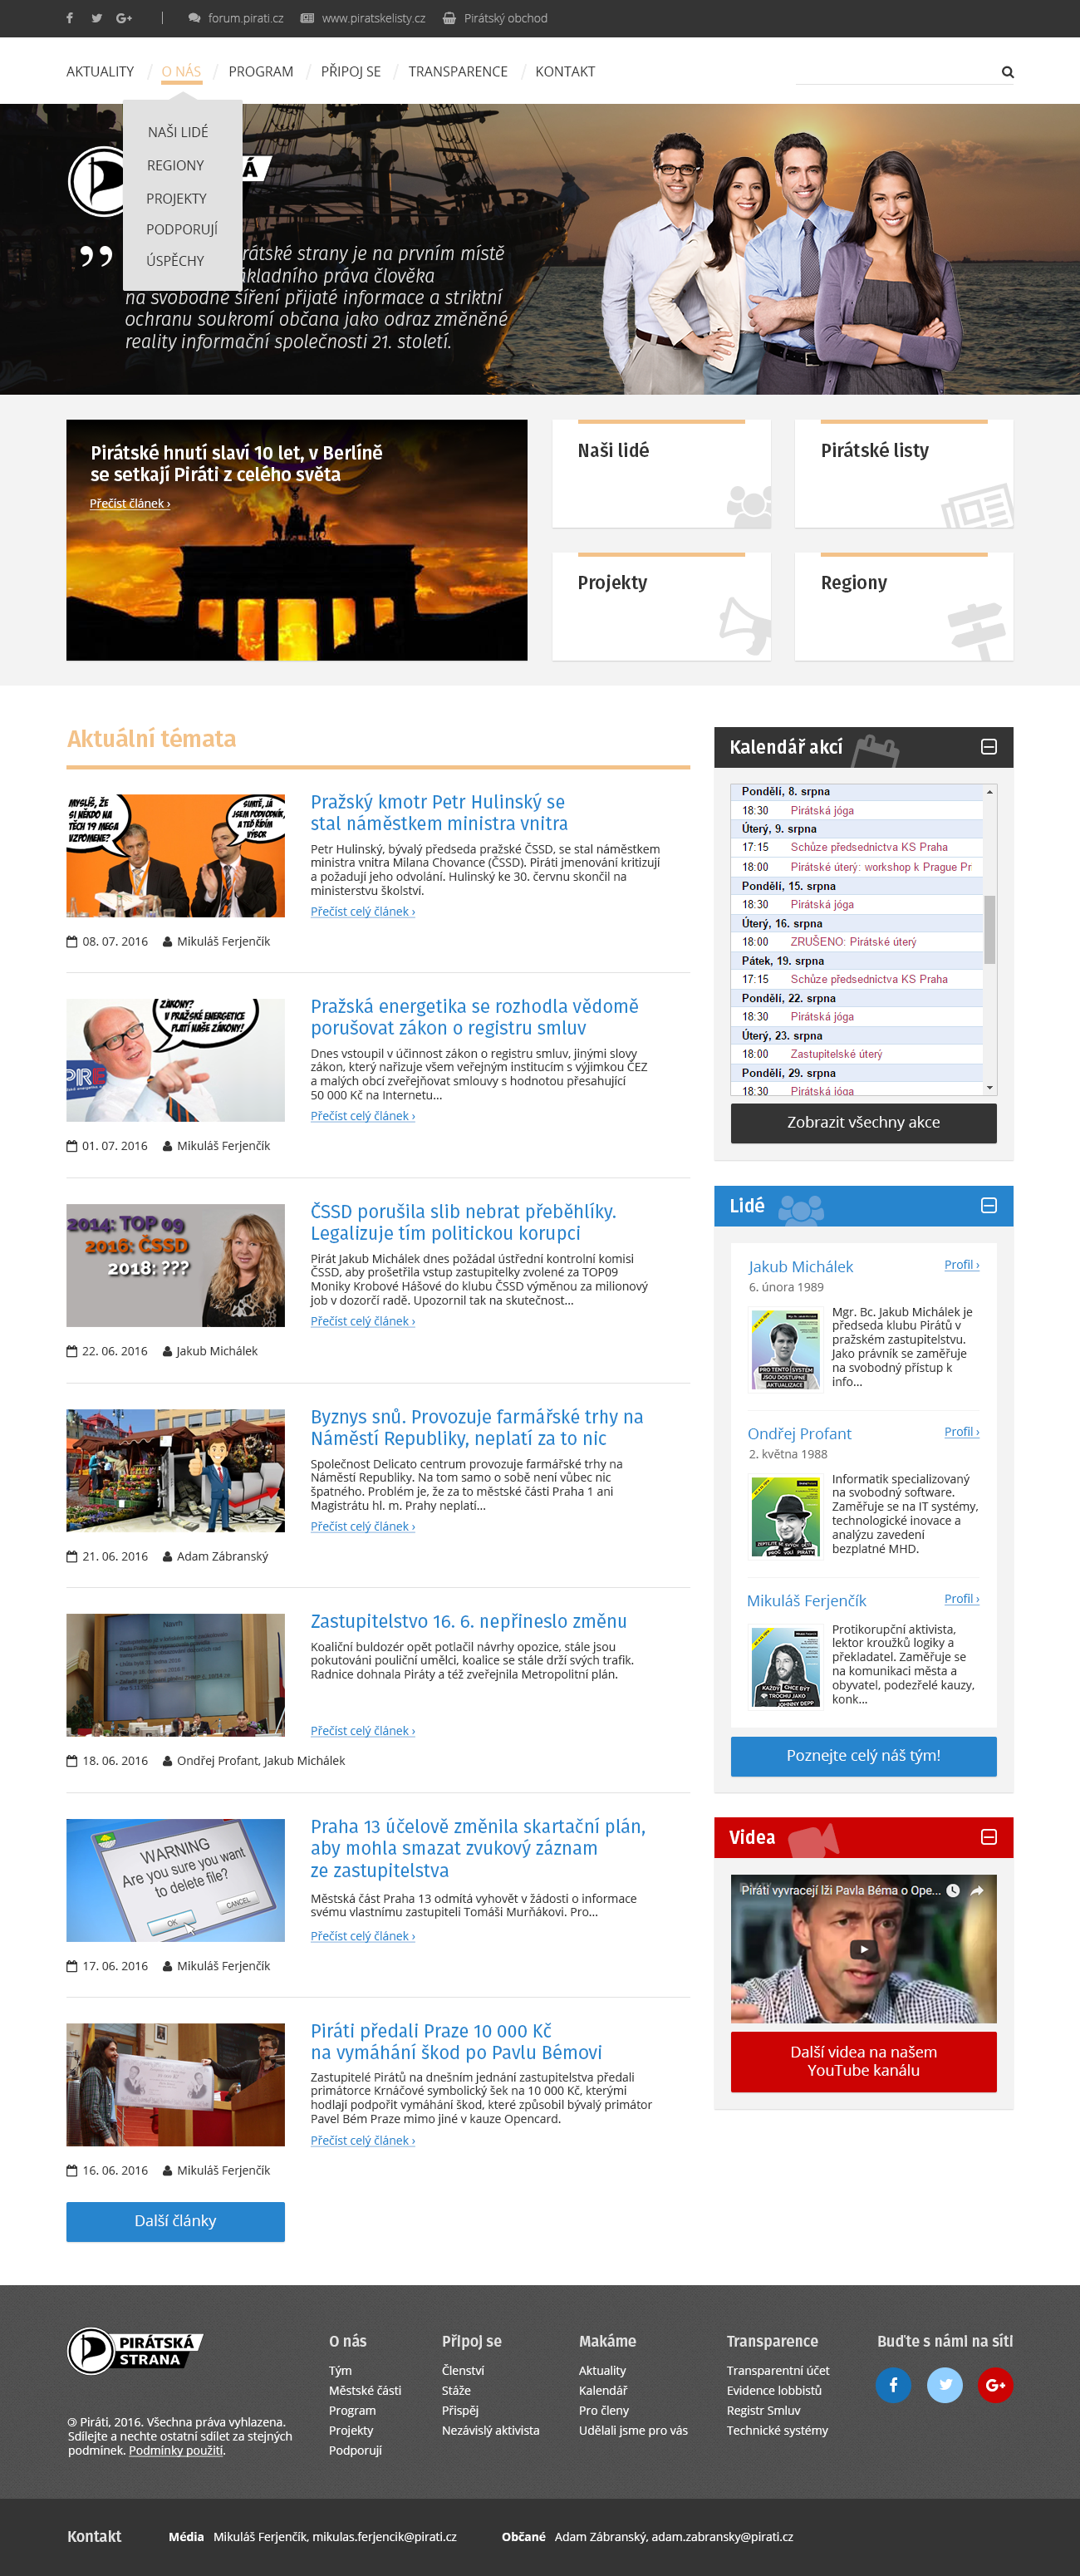 forum.pirati.cz www.piratskelisty.cz Pirátský obchod
AKTUALITY / O NÁS / PROGRAM / PŘIPOJ SE / TRANSPARENCE / KONTAKT
NAŠI LIDÉ
REGIONY
PROJEKTY
PODPORUJÍ
ÚSPĚCHY
strany je na prvním místě
práva člověka
na svobodné šíření přijaté informace a striktní
ochranu soukromí občana jako odraz změněné
reality informační společnosti 21. století.
Pirátské hnutí slaví 10 let, v Berlíně
se setkají Piráti z celého světa
Přečíst článek ›
Naši lidé
Pirátské listy
Projekty
Regiony
Aktuální témata
MYSLÍŠ, ŽE
SI NĚKDO NA
TĚCH 19 MEGA
VZPOMENE?
SURTĚ, JÁ
JSEM PODVODNÍK,
A TEĎ ŘÍDÍM
VÝBOR
Pražský kmotr Petr Hulinský se
stal náměstkem ministra vnitra
Petr Hulinský, bývalý předseda pražské ČSSD, se stal náměstkem
ministra vnitra Milana Chovance (ČSSD). Piráti jmenování kritizují
a požadují jeho odvolání. Hulinský ke 30. červnu skončil na
ministerstvu školství.
Přečíst celý článek ›
08. 07. 2016 Mikuláš Ferjenčík
ZÁKONY?
V PRAŽSKÉ ENERGETICE
PLATÍ NAŠE ZÁKONY!
PRE
Pražská energetika se rozhodla vědomě
porušovat zákon o registru smluv
Dnes vstoupil v účinnost zákon o registru smluv, jinými slovy
zákon, který nařizuje všem veřejným institucím s výjimkou ČEZ
a malých obcí zveřejňovat smlouvy s hodnotou přesahující
50 000 Kč na Internetu...
Přečíst celý článek ›
01. 07. 2016 Mikuláš Ferjenčík
2014: TOP 09
2016: ČSSD
2018: ???
ČSSD porušila slib nebrat přeběhlíky.
Legalizuje tím politickou korupci
Pirát Jakub Michálek dnes požádal ústřední kontrolní komisi
ČSSD, aby prošetřila vstup zastupitelky zvolené za TOP09
Moniky Krobové Hášové do klubu ČSSD výměnou za milionový
job v dozorčí radě. Upozornil tak na skutečnost...
Přečíst celý článek ›
22. 06. 2016 Jakub Michálek
Byznys snů. Provozuje farmářské trhy na
Náměstí Republiky, neplatí za to nic
Společnost Delicato centrum provozuje farmářské trhy na
Náměstí Republiky. Na tom samo o sobě není vůbec nic
špatného. Problém je, že za to městské části Praha 1 ani
Magistrátu hl. m. Prahy neplatí...
Přečíst celý článek ›
21. 06. 2016 Adam Zábranský
Návrh
Zastupitelstvo 16. 6. nepřineslo změnu
Koaliční buldozér opět potlačil návrhy opozice, stále jsou
pokutováni pouliční umělci, koalice se stále drží svých trafik.
Radnice dohnala Piráty a též zveřejnila Metropolitní plán.
Přečíst celý článek ›
18. 06. 2016 Ondřej Profant, Jakub Michálek
WARNING
Are you sure you want
to delete file?
OK
CANCEL
Praha 13 účelově změnila skartační plán,
aby mohla smazat zvukový záznam
ze zastupitelstva
Městská část Praha 13 odmítá vyhovět v žádosti o informace
svému vlastnímu zastupiteli Tomáši Murňákovi. Pro...
Přečíst celý článek ›
17. 06. 2016 Mikuláš Ferjenčík
Piráti předali Praze 10 000 Kč
na vymáhání škod po Pavlu Bémovi
Zastupitelé Pirátů na dnešním jednání zastupitelstva předali
primátorce Krnáčové symbolický šek na 10 000 Kč, kterými
hodlají podpořit vymáhání škod, které způsobil bývalý primátor
Pavel Bém Praze mimo jiné v kauze Opencard.
Přečíst celý článek ›
16. 06. 2016 Mikuláš Ferjenčík
Další články
Kalendář akcí
Pondělí, 8. srpna
18:30 Pirátská jóga
Úterý, 9. srpna
17:15 Schůze předsednictva KS Praha
18:00 Pirátské úterý: workshop k Prague Pr
Pondělí, 15. srpna
18:30 Pirátská jóga
Úterý, 16. srpna
18:00 ZRUŠENO: Pirátské úterý
Pátek, 19. srpna
17:15 Schůze předsednictva KS Praha
Pondělí, 22. srpna
18:30 Pirátská jóga
Úterý, 23. srpna
18:00 Zastupitelské úterý
Pondělí, 29. srpna
18:30 Pirátská jóga
Zobrazit všechny akce
Lidé
Jakub Michálek Profil ›
6. února 1989
PRO TENTO SYSTÉM
JSOU DOSTUPNÉ
AKTUALIZACE
Mgr. Bc. Jakub Michálek je
předseda klubu Pirátů v
pražském zastupitelstvu.
Jako právník se zaměřuje
na svobodný přístup k
info...
Ondřej Profant Profil ›
2. května 1988
ZEPTEJTE SE SVÝCH DĚTÍ
PROČ VOLÍ PIRÁTY
Informatik specializovaný
na svobodný software.
Zaměřuje se na IT systémy,
technologické inovace a
analýzu zavedení
bezplatné MHD.
Mikuláš Ferjenčík Profil ›
KAŽDÝ CHCE BÝT
TROCHU JAKO
JOHNNY DEPP
Protikorupční aktivista,
lektor kroužků logiky a
překladatel. Zaměřuje se
na komunikaci města a
obyvatel, podezřelé kauzy,
konk...
Poznejte celý náš tým!
Videa
Piráti vyvracejí lži Pavla Béma o Ope...
Další videa na našem
YouTube kanálu
PIRÁTSKÁ
STRANA
Piráti, 2016. Všechna práva vyhlazena.
Sdílejte a nechte ostatní sdílet za stejných
podmínek. Podmínky použití.
O nás
Tým
Městské části
Program
Projekty
Podporují
Připoj se
Členství
Stáže
Přispěj
Nezávislý aktivista
Makáme
Aktuality
Kalendář
Pro členy
Udělali jsme pro vás
Transparence
Transparentní účet
Evidence lobbistů
Registr Smluv
Technické systémy
Buďte s námi na síti
Kontakt Média Mikuláš Ferjenčík, mikulas.ferjencik@pirati.cz Občané Adam Zábranský, adam.zabransky@pirati.cz